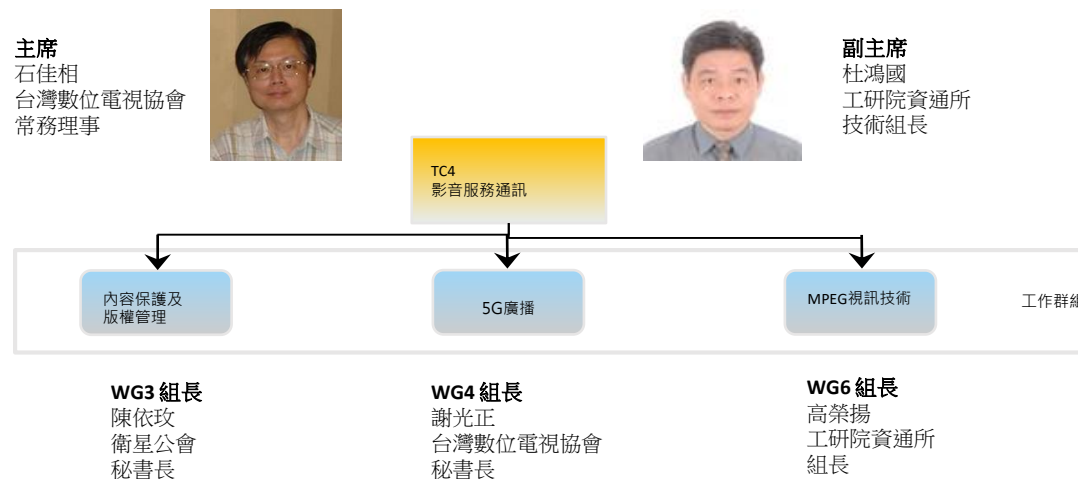 主席
石佳相
台灣數位電視協會
常務理事
副主席
杜鴻國
工研院資通所
技術組長
TC4
影音服務通訊
內容保護及
版權管理
5G廣播
MPEG視訊技術
工作群組
WG3 組長
陳依玫
衛星公會
秘書長
WG4 組長
謝光正
台灣數位電視協會
秘書長
WG6 組長
高榮揚
工研院資通所
組長